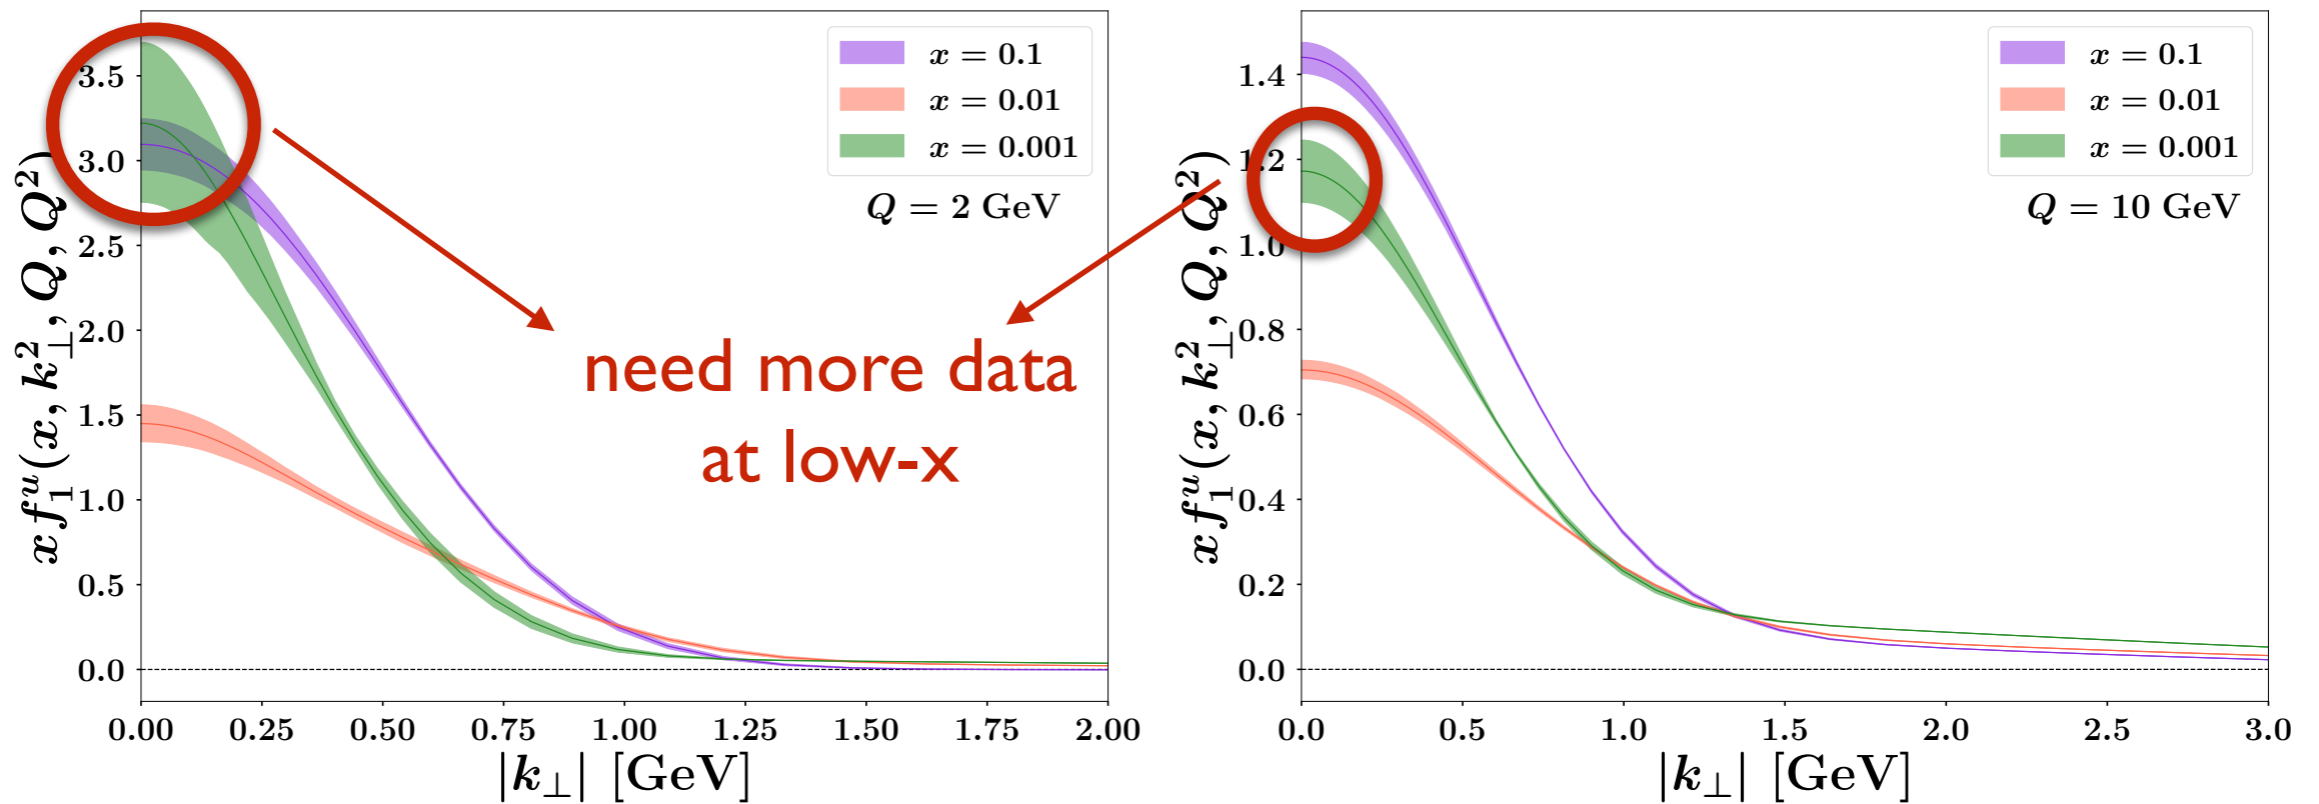 x f_1^u(x, k_⊥^2, Q, Q^2)
3.5
3.0
2.5
2.0
1.5
1.0
0.5
0.0
x = 0.1
x = 0.01
x = 0.001
Q = 2 GeV
0.00 0.25 0.50 0.75 1.00 1.25 1.50 1.75 2.00
|k_⊥| [GeV]
need more data
at low-x
x f_1^u(x, k_⊥^2, Q, Q^2)
1.4
1.2
1.0
0.8
0.6
0.4
0.2
0.0
x = 0.1
x = 0.01
x = 0.001
Q = 10 GeV
0.0 0.5 1.0 1.5 2.0 2.5 3.0
|k_⊥| [GeV]